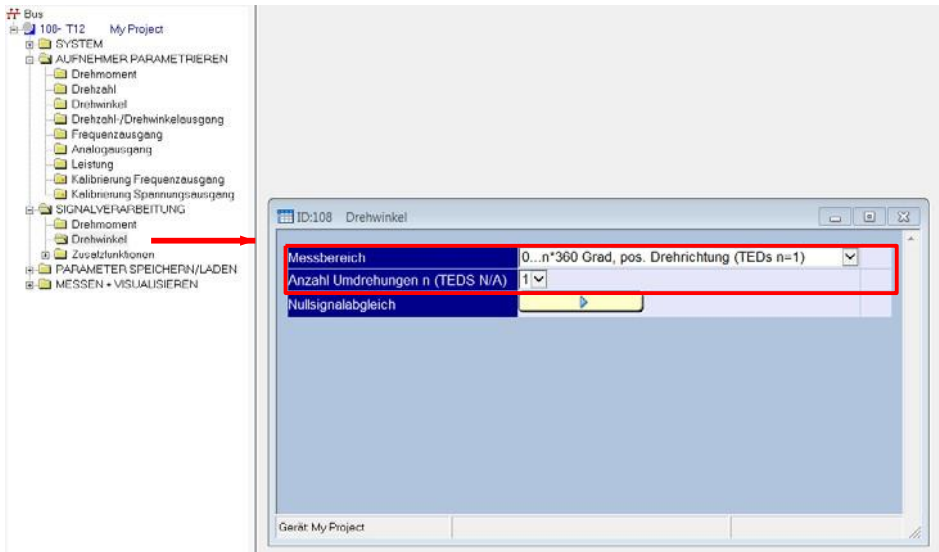 Bus
108- T12 My Project
SYSTEM
AUFNEHMER PARAMETRIEREN
Drehmoment
Drehzahl
Drehwinkel
Drehzahl-/Drehwinkelausgang
Frequenzausgang
Analogausgang
Leistung
Kalibrierung Frequenzausgang
Kalibrierung Spannungsausgang
SIGNALVERARBEITUNG
Drehmoment
Drehwinkel
Zusatzfunktionen
PARAMETER SPEICHERN/LADEN
MESSEN + VISUALISIEREN
ID:108 Drehwinkel
Messbereich 0...n*360 Grad, pos. Drehrichtung (TEDs n=1)
Anzahl Umdrehungen n (TEDS N/A) 1
Nullsignalabgleich
Gerät: My Project